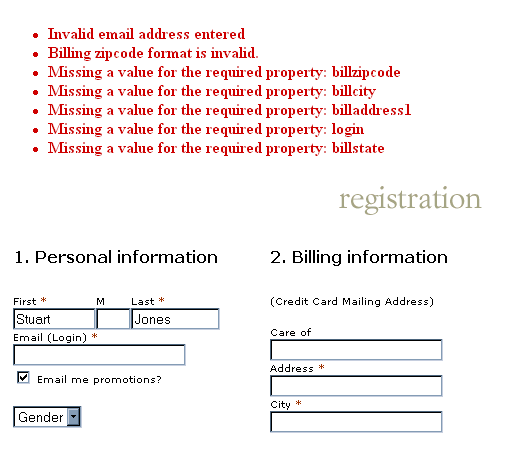 Invalid email address entered
Billing zipcode format is invalid.
Missing a value for the required property: billzipcode
Missing a value for the required property: billcity
Missing a value for the required property: billaddress1
Missing a value for the required property: login
Missing a value for the required property: billstate
registration
1. Personal information
First * M Last *
Stuart Jones
Email (Login) *
Email me promotions?
Gender
2. Billing information
(Credit Card Mailing Address)
Care of
Address *
City *